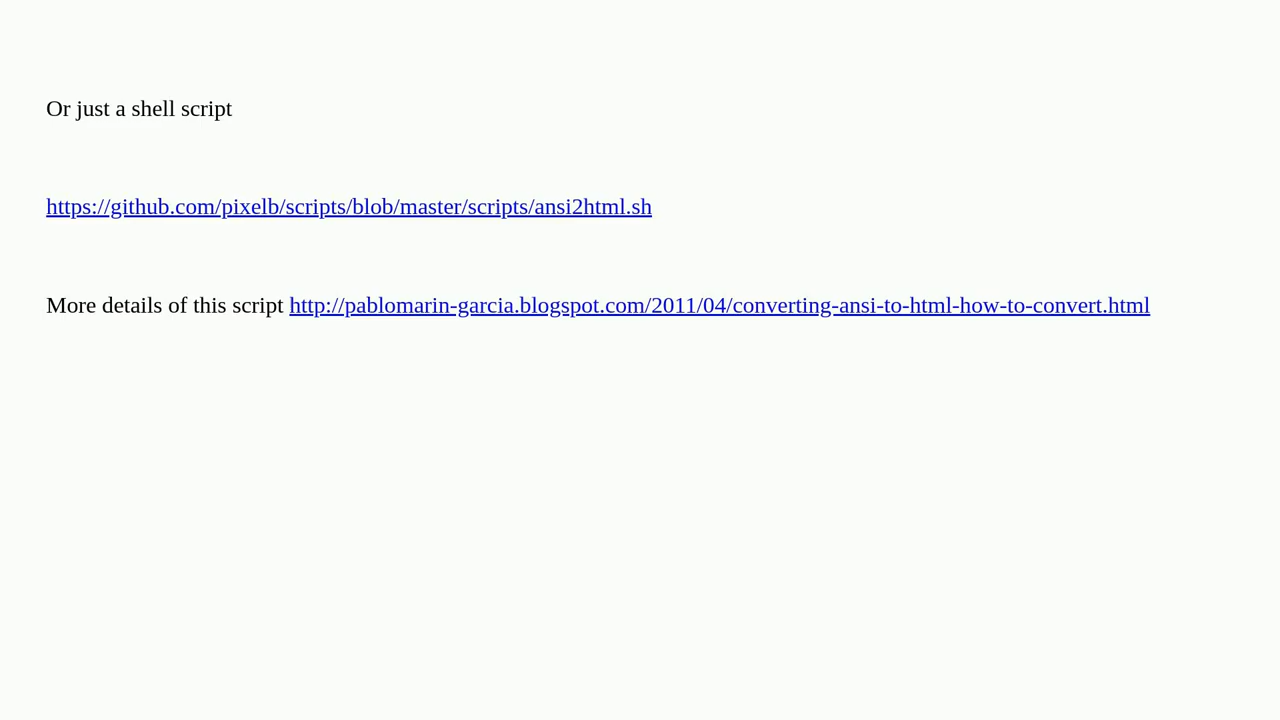 Or just a shell script
https://github.com/pixelb/scripts/blob/master/scripts/ansi2html.sh
More details of this script http://pablomarin-garcia.blogspot.com/2011/04/converting-ansi-to-html-how-to-convert.html